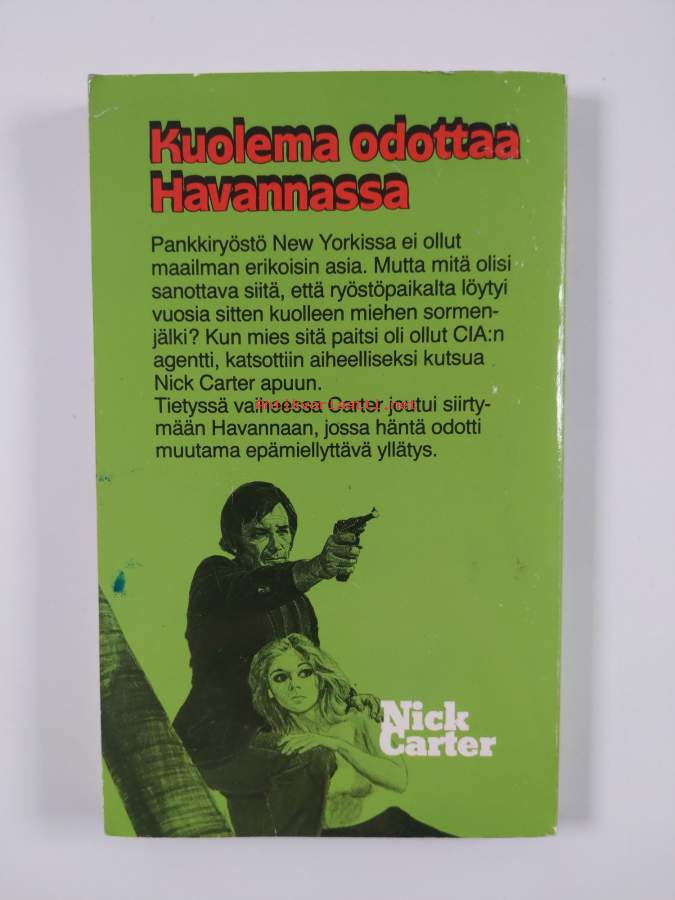 Kuolema odottaa
Havannassa
Pankkiryöstö New Yorkissa ei ollut
maailman erikoisin asia. Mutta mitä olisi
sanottava siitä, että ryöstöpaikalta löytyi
vuosia sitten kuolleen miehen sormen-
jälki? Kun mies sitä paitsi oli ollut CIA:n
agentti, katsottiin aiheelliseksi kutsua
Nick Carter apuun.
Tietyssä vaiheessa Carter joutui siirty-
mään Havannaan, jossa häntä odotti
muutama epämiellyttävä yllätys.
Nick
Carter